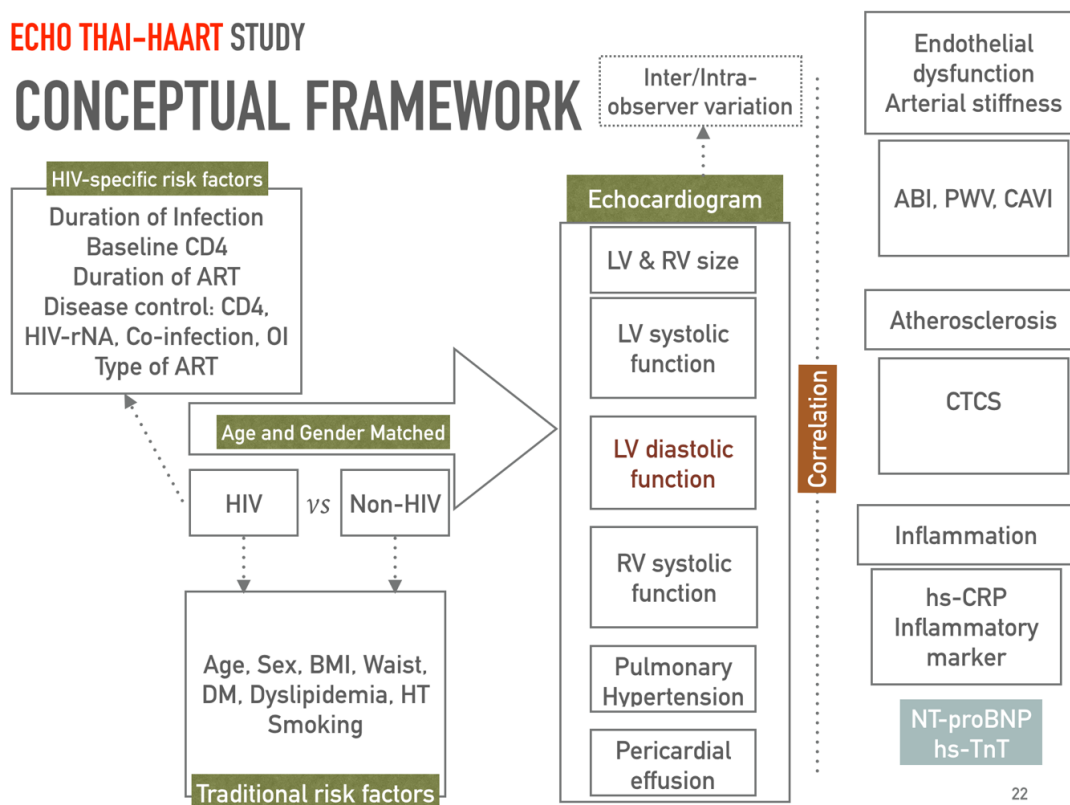 ECHO THAI-HAART STUDY
CONCEPTUAL FRAMEWORK
HIV-specific risk factors
Duration of Infection
Baseline CD4
Duration of ART
Disease control: CD4,
HIV-rNA, Co-infection, OI
Type of ART
Age and Gender Matched
HIV
vs
Non-HIV
Age, Sex, BMI, Waist,
DM, Dyslipidemia, HT
Smoking
Traditional risk factors
Inter/Intra-
observer variation
Echocardiogram
LV & RV size
LV systolic
function
LV diastolic
function
RV systolic
function
Pulmonary
Hypertension
Pericardial
effusion
Correlation
Endothelial
dysfunction
Arterial stiffness
ABI, PWV, CAVI
Atherosclerosis
CTCS
Inflammation
hs-CRP
Inflammatory
marker
NT-proBNP
hs-TnT
22